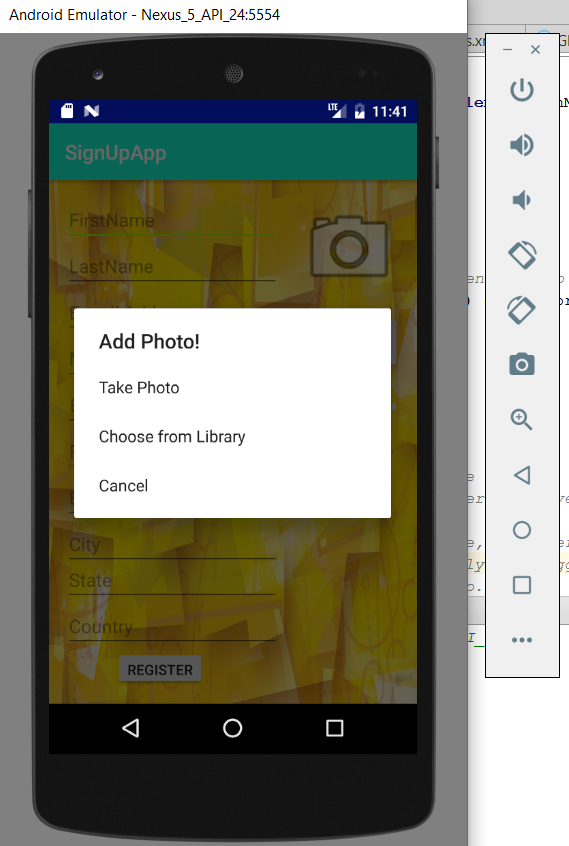 Android Emulator - Nexus_5_API_24:5554
LTE
11:41
SignUpApp
FirstName
LastName
Add Photo!
Take Photo
Choose from Library
Cancel
City
State
Country
REGISTER